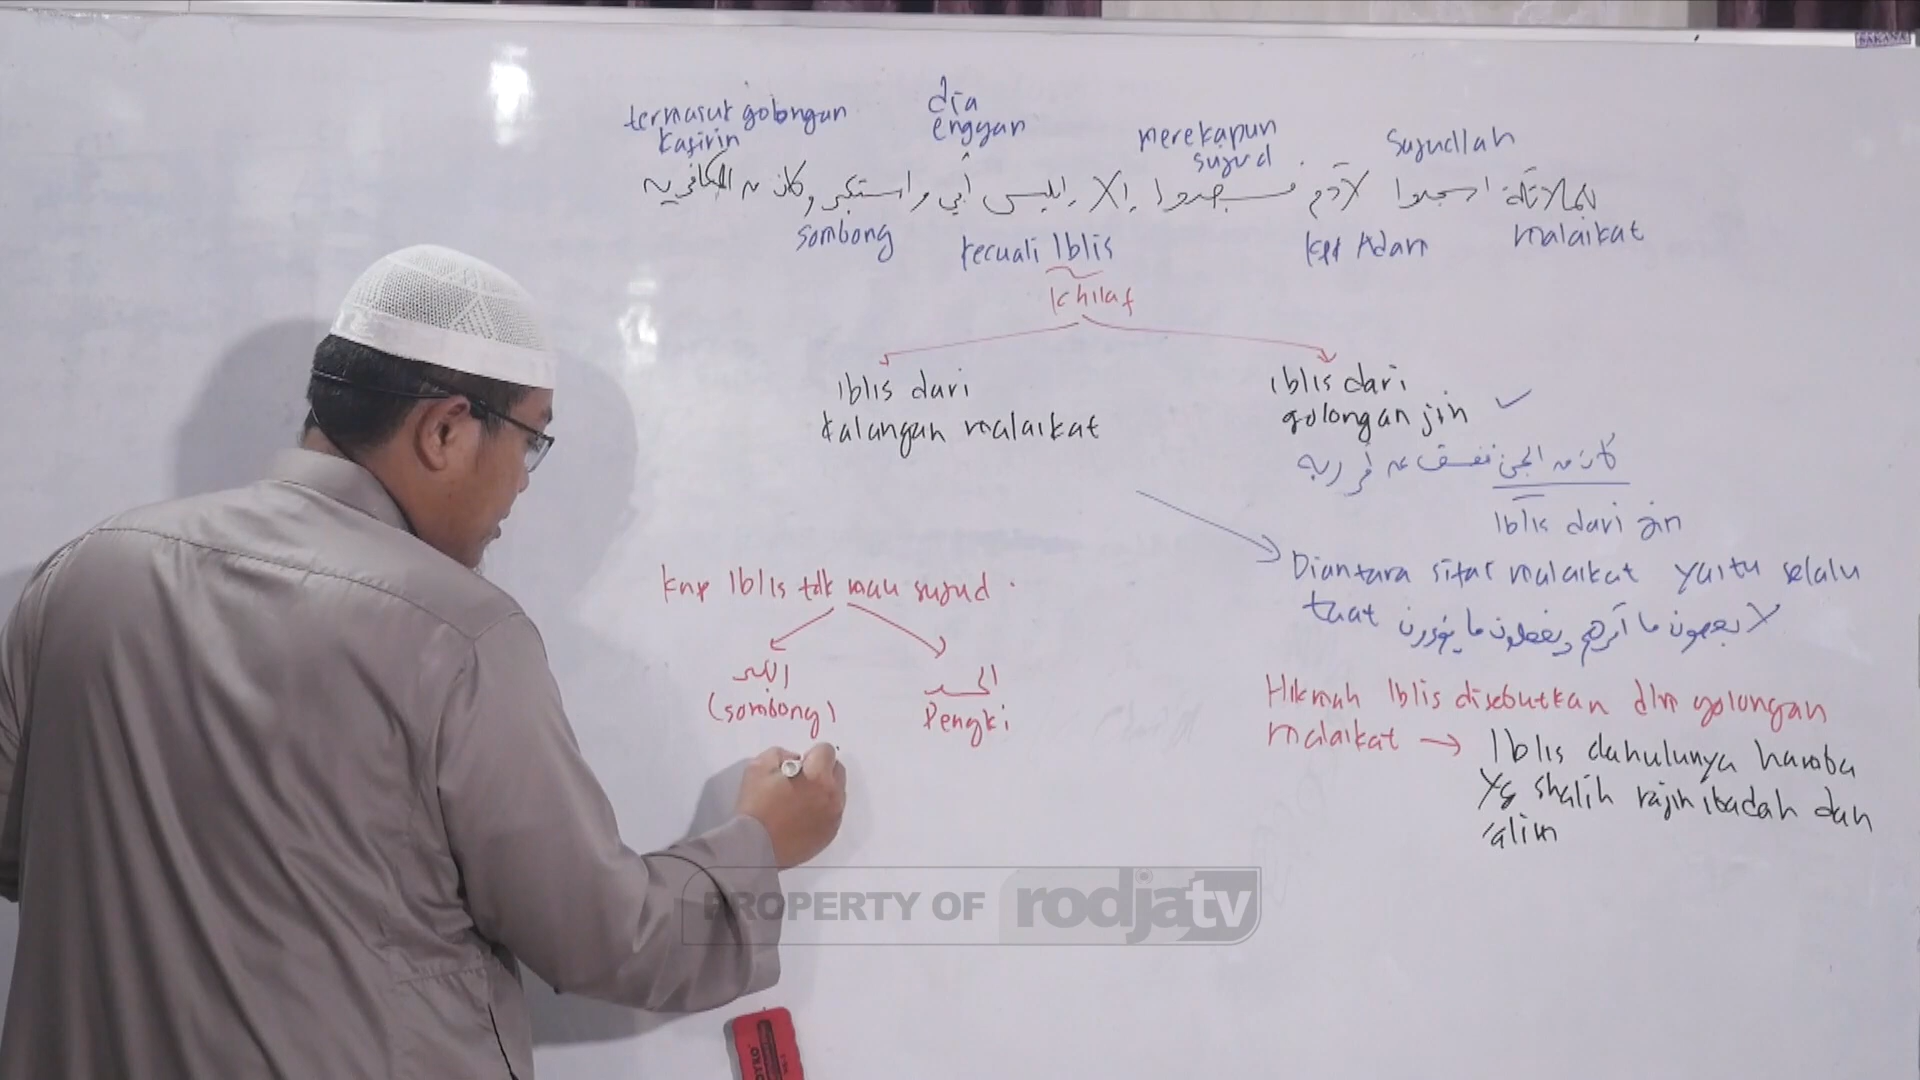 SAKANA
termasuk golongan
kafirin
dia
enggan
merekapun
sujud
Sujudlah
للملائكة اسجدوا لآدم فسجدوا إلا إبليس أبى واستكبر وكان من الكافرين
sombong
kecuali Iblis
kpd Adam
malaikat
Khilaf
Iblis dari
kalangan malaikat
iblis dari
golongan jin
كان من الجن ففسق عن أمر ربه
Iblis dari jin
Diantara sifat malaikat yaitu selalu
taat لا يعصون ما أمرهم ويفعلون ما يؤمرون
knp Iblis tdk mau sujud
الكبر
(sombong)
الحسد
Dengki
Hikmah Iblis disebutkan dlm golongan
malaikat → Iblis dahulunya hamba
yg shalih rajin ibadah dan
'alim
PROPERTY OF rodjatv